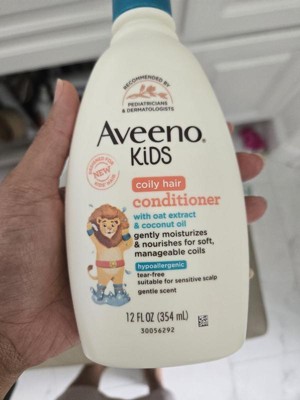 RECOMMENDED BY
PEDIATRICIANS
& DERMATOLOGISTS
Aveeno®
KiDS
NEW
coily hair
conditioner
with oat extract
& coconut oil
gently moisturizes
& nourishes for soft,
manageable coils
hypoallergenic
tear-free
suitable for sensitive scalp
gentle scent
12 FL OZ (354 mL)
30056292